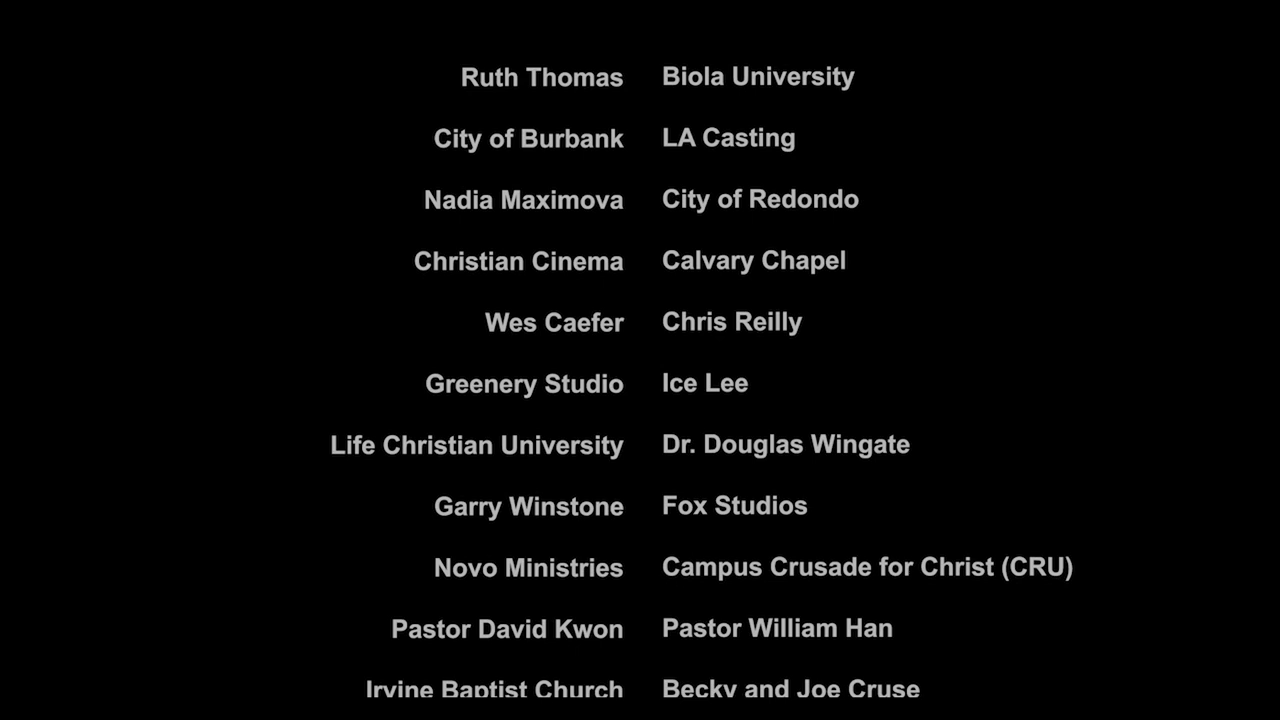 Ruth Thomas Biola University
City of Burbank LA Casting
Nadia Maximova City of Redondo
Christian Cinema Calvary Chapel
Wes Caefer Chris Reilly
Greenery Studio Ice Lee
Life Christian University Dr. Douglas Wingate
Garry Winstone Fox Studios
Novo Ministries Campus Crusade for Christ (CRU)
Pastor David Kwon Pastor William Han
Irvine Baptist Church Becky and Joe Cruse